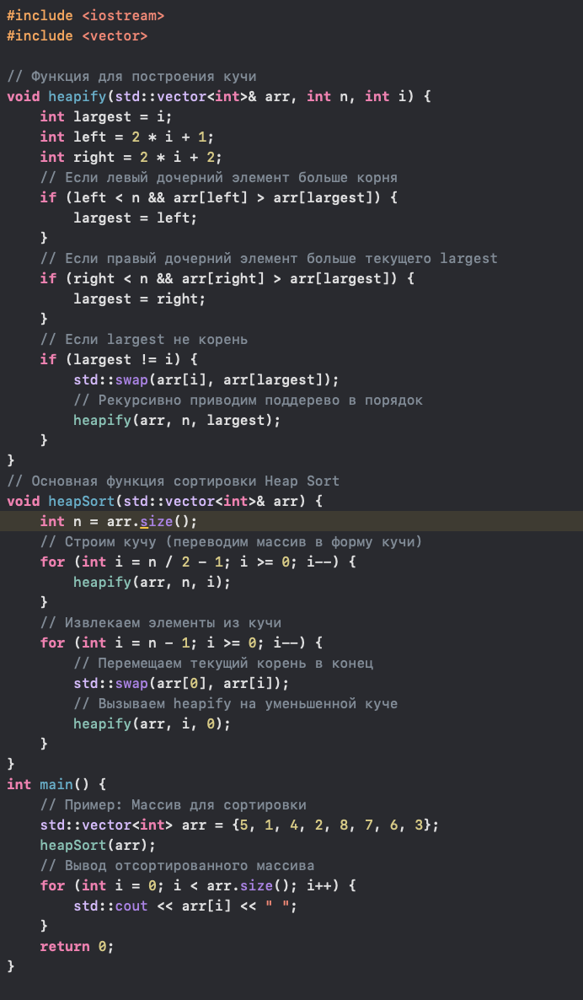 #include <iostream>
#include <vector>

// Функция для построения кучи
void heapify(std::vector<int>& arr, int n, int i) {
    int largest = i;
    int left = 2 * i + 1;
    int right = 2 * i + 2;
    // Если левый дочерний элемент больше корня
    if (left < n && arr[left] > arr[largest]) {
        largest = left;
    }
    // Если правый дочерний элемент больше текущего largest
    if (right < n && arr[right] > arr[largest]) {
        largest = right;
    }
    // Если largest не корень
    if (largest != i) {
        std::swap(arr[i], arr[largest]);
        // Рекурсивно приводим поддерево в порядок
        heapify(arr, n, largest);
    }
}
// Основная функция сортировки Heap Sort
void heapSort(std::vector<int>& arr) {
    int n = arr.size();
    // Строим кучу (переводим массив в форму кучи)
    for (int i = n / 2 - 1; i >= 0; i--) {
        heapify(arr, n, i);
    }
    // Извлекаем элементы из кучи
    for (int i = n - 1; i >= 0; i--) {
        // Перемещаем текущий корень в конец
        std::swap(arr[0], arr[i]);
        // Вызываем heapify на уменьшенной куче
        heapify(arr, i, 0);
    }
}
int main() {
    // Пример: Массив для сортировки
    std::vector<int> arr = {5, 1, 4, 2, 8, 7, 6, 3};
    heapSort(arr);
    // Вывод отсортированного массива
    for (int i = 0; i < arr.size(); i++) {
        std::cout << arr[i] << " ";
    }
    return 0;
}